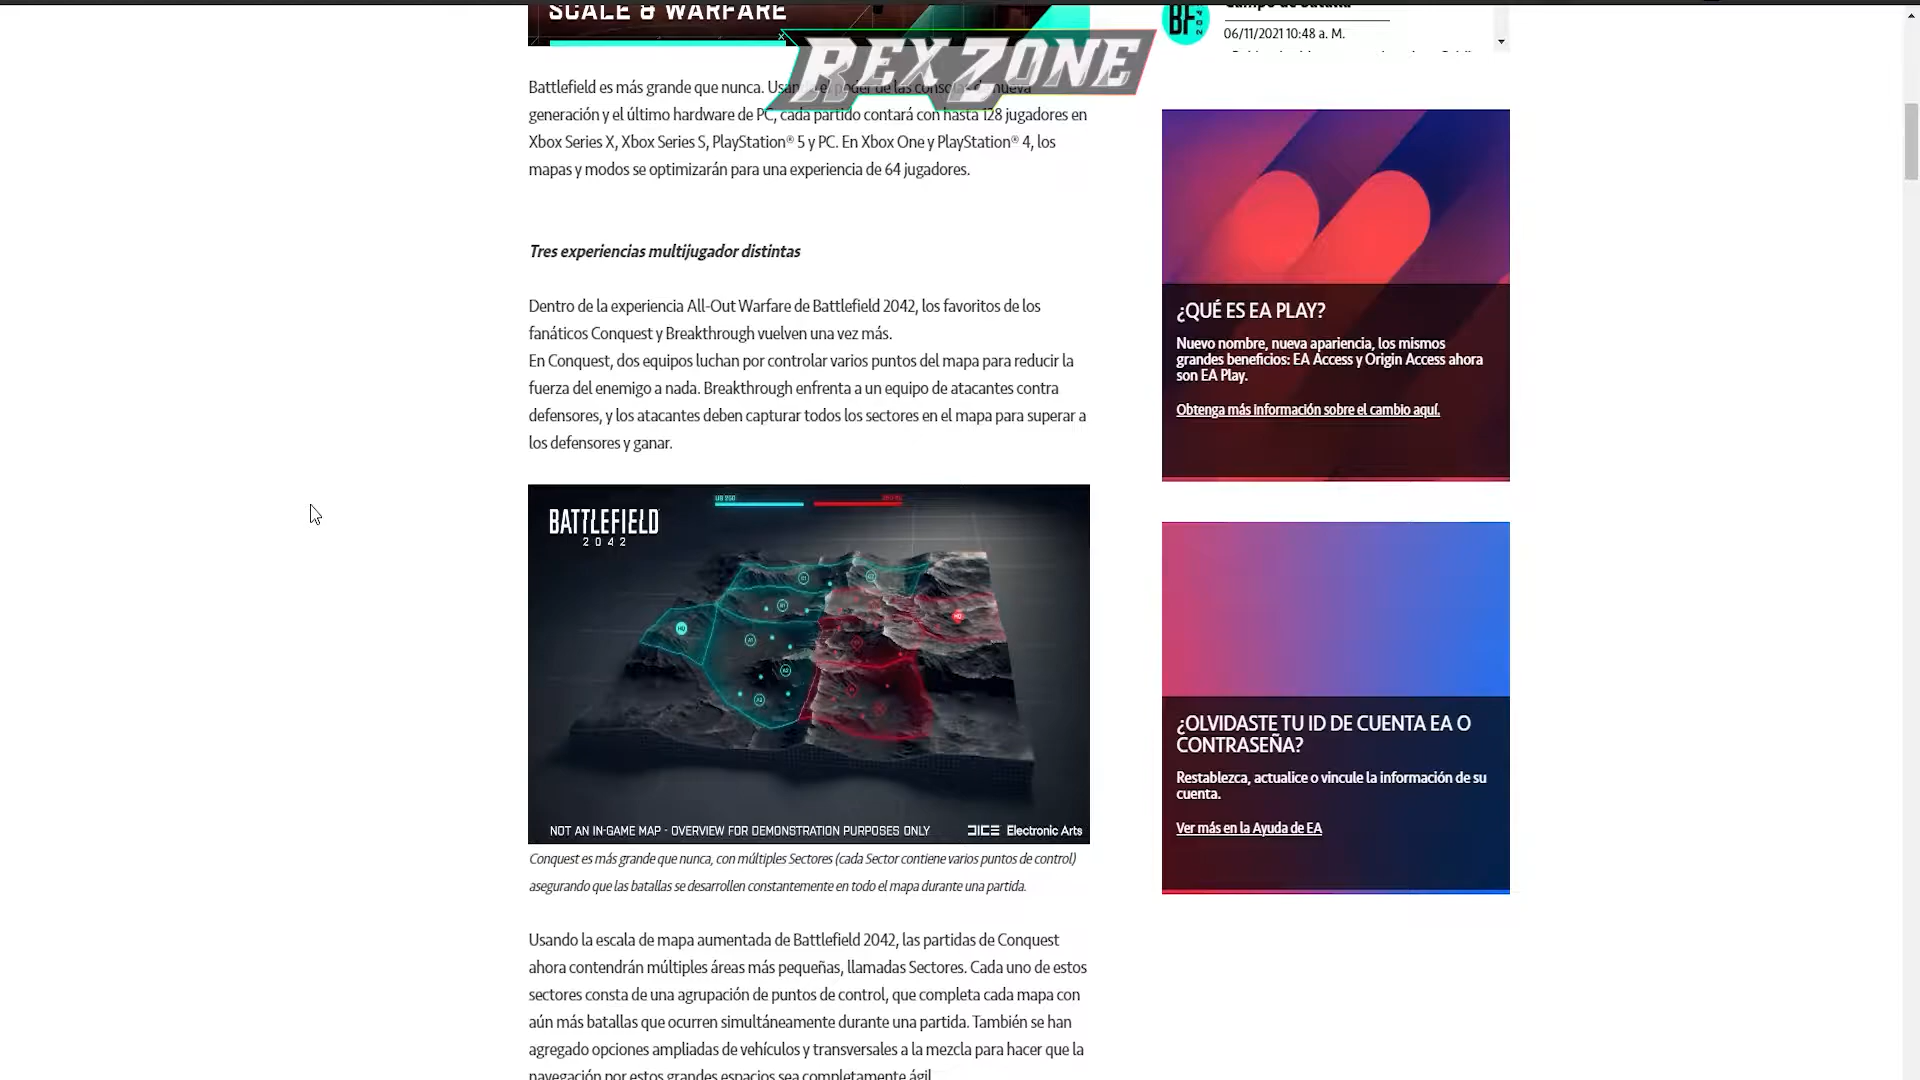 SCALE & WARFARE
REX ZONE
Battlefield es más grande que nunca. Usando el poder de las consolas de nueva
generación y el último hardware de PC, cada partido contará con hasta 128 jugadores en
Xbox Series X, Xbox Series S, PlayStation® 5 y PC. En Xbox One y PlayStation® 4, los
mapas y modos se optimizarán para una experiencia de 64 jugadores.
Tres experiencias multijugador distintas
Dentro de la experiencia All-Out Warfare de Battlefield 2042, los favoritos de los
fanáticos Conquest y Breakthrough vuelven una vez más.
En Conquest, dos equipos luchan por controlar varios puntos del mapa para reducir la
fuerza del enemigo a nada. Breakthrough enfrenta a un equipo de atacantes contra
defensores, y los atacantes deben capturar todos los sectores en el mapa para superar a
los defensores y ganar.
BATTLEFIELD
2042
NOT AN IN-GAME MAP - OVERVIEW FOR DEMONSTRATION PURPOSES ONLY
DICE Electronic Arts
Conquest es más grande que nunca, con múltiples Sectores (cada Sector contiene varios puntos de control)
asegurando que las batallas se desarrollen constantemente en todo el mapa durante una partida.
Usando la escala de mapa aumentada de Battlefield 2042, las partidas de Conquest
ahora contendrán múltiples áreas más pequeñas, llamadas Sectores. Cada uno de estos
sectores consta de una agrupación de puntos de control, que completa cada mapa con
aún más batallas que ocurren simultáneamente durante una partida. También se han
agregado opciones ampliadas de vehículos y transversales a la mezcla para hacer que la
navegación por estos grandes espacios sea completamente ágil.
BF
Campo de Batalla
06/11/2021 10:48 a. M.
¿QUÉ ES EA PLAY?
Nuevo nombre, nueva apariencia, los mismos
grandes beneficios: EA Access y Origin Access ahora
son EA Play.
Obtenga más información sobre el cambio aquí.
¿OLVIDASTE TU ID DE CUENTA EA O
CONTRASEÑA?
Restablezca, actualice o vincule la información de su
cuenta.
Ver más en la Ayuda de EA